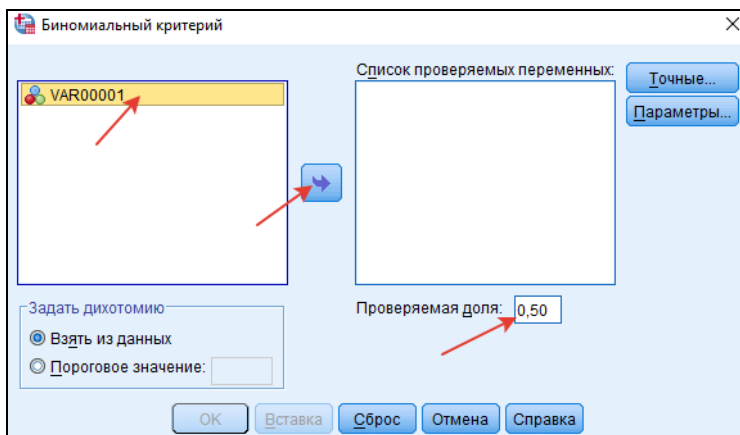 Биномиальный критерий
VAR00001
Список проверяемых переменных:
Точные...
Параметры...
Задать дихотомию
Взять из данных
Пороговое значение:
Проверяемая доля: 0,50
OK Вставка Сброс Отмена Справка